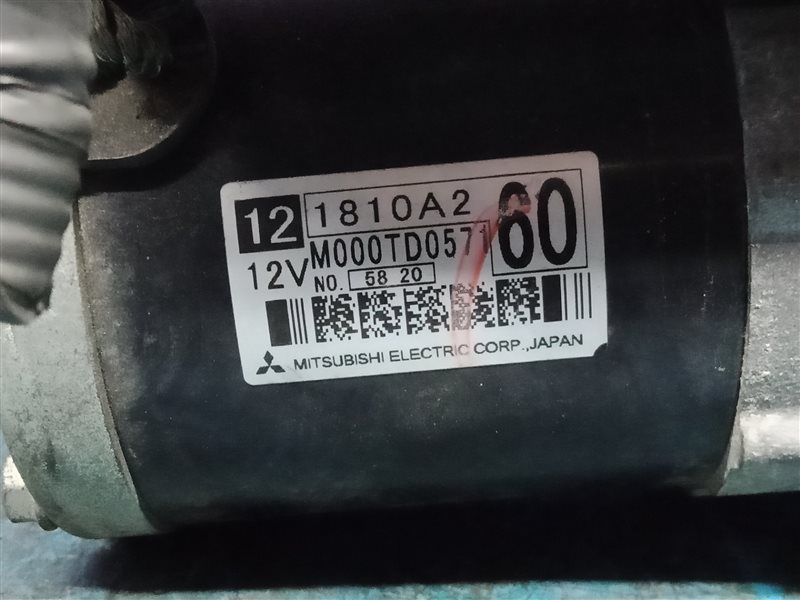 12 1810A2 60
12V M000TD0571
NO. 58 20
MITSUBISHI ELECTRIC CORP., JAPAN